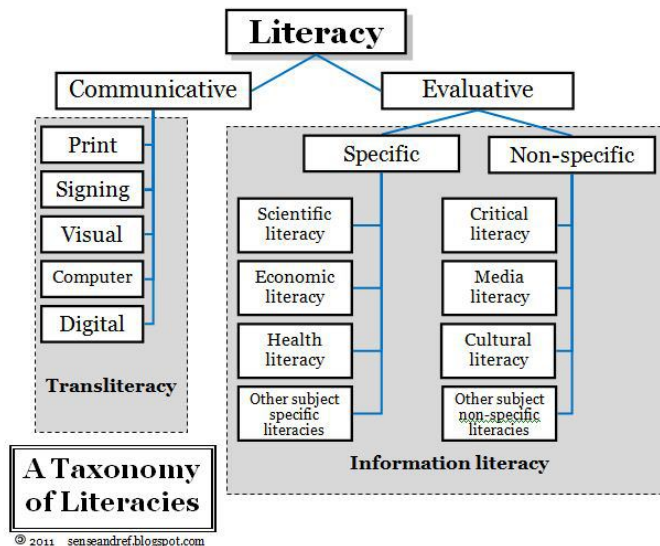 Literacy
Communicative
Evaluative
Print
Signing
Visual
Computer
Digital
Transliteracy
Specific
Non-specific
Scientific
literacy
Economic
literacy
Health
literacy
Other subject
specific
literacies
Critical
literacy
Media
literacy
Cultural
literacy
Other subject
non-specific
literacies
Information literacy
A Taxonomy
of Literacies
© 2011 senseandref.blogspot.com